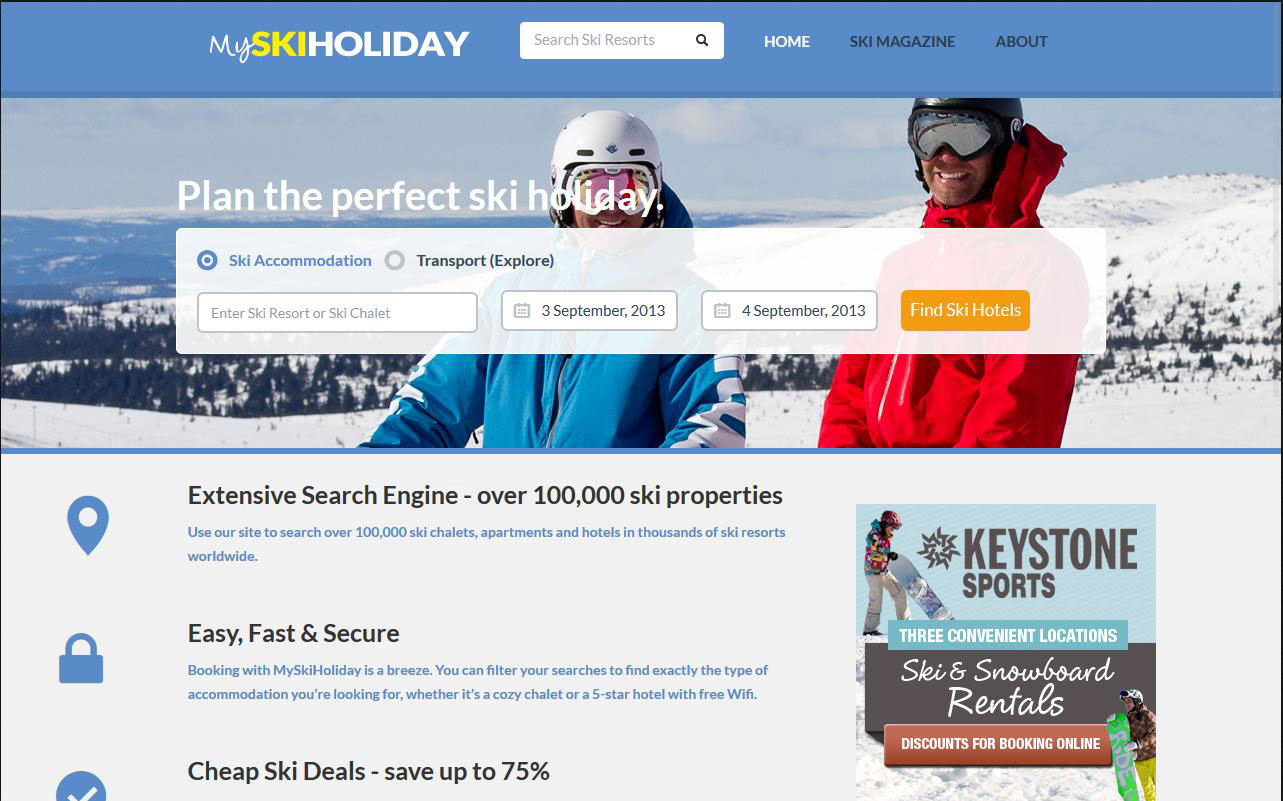 MySKIHOLIDAY
Search Ski Resorts
HOME
SKI MAGAZINE
ABOUT
Plan the perfect ski holiday.
Ski Accommodation
Transport (Explore)
Enter Ski Resort or Ski Chalet
3 September, 2013
4 September, 2013
Find Ski Hotels
Extensive Search Engine - over 100,000 ski properties
Use our site to search over 100,000 ski chalets, apartments and hotels in thousands of ski resorts
worldwide.
Easy, Fast & Secure
Booking with MySkiHoliday is a breeze. You can filter your searches to find exactly the type of
accommodation you're looking for, whether it's a cozy chalet or a 5-star hotel with free Wifi.
Cheap Ski Deals - save up to 75%
KEYSTONE
SPORTS
THREE CONVENIENT LOCATIONS
Ski & Snowboard
Rentals
DISCOUNTS FOR BOOKING ONLINE